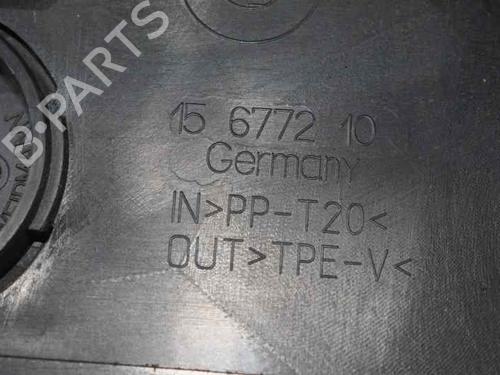 B-PARTS
15 6772 10
Germany
IN>PP-T20<
OUT>TPE-V<